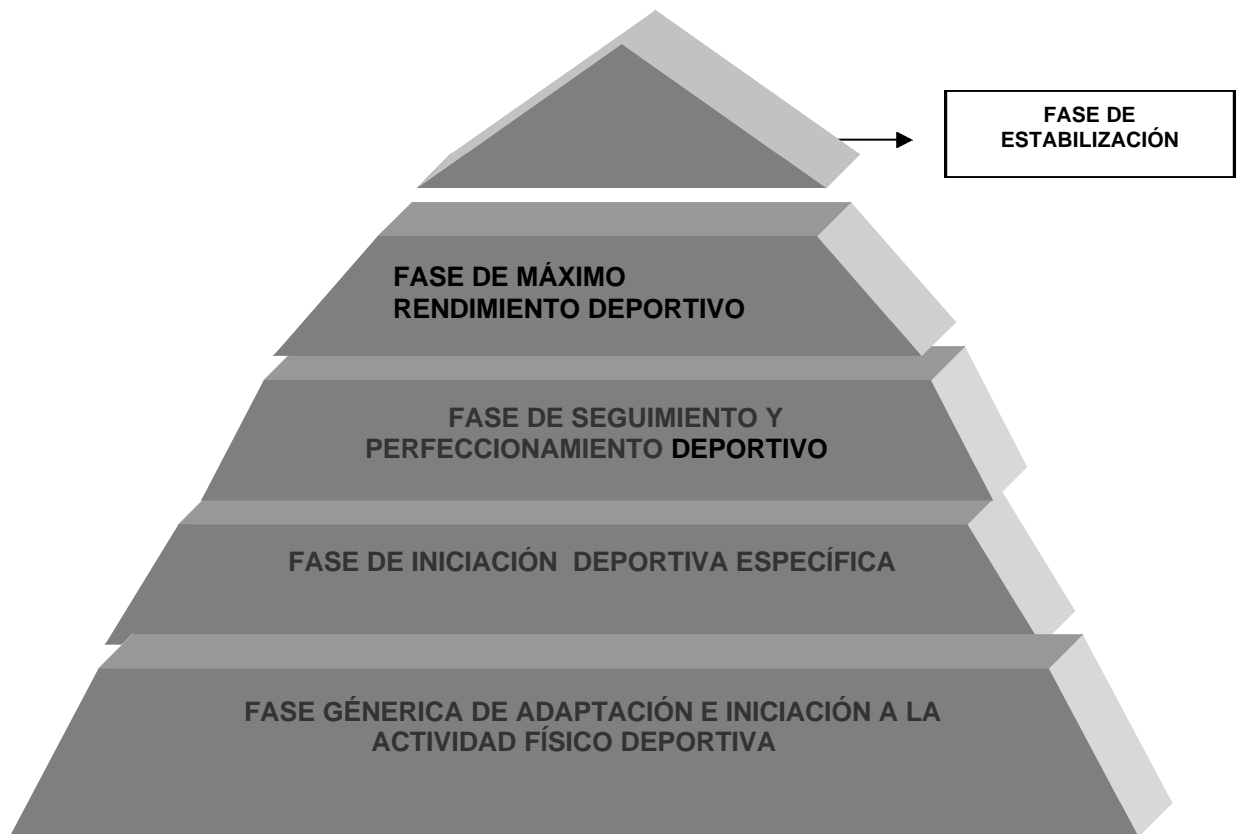 FASE DE
ESTABILIZACIÓN
FASE DE MÁXIMO
RENDIMIENTO DEPORTIVO
FASE DE SEGUIMIENTO Y
PERFECCIONAMIENTO DEPORTIVO
FASE DE INICIACIÓN DEPORTIVA ESPECÍFICA
FASE GÉNERICA DE ADAPTACIÓN E INICIACIÓN A LA
ACTIVIDAD FÍSICO DEPORTIVA